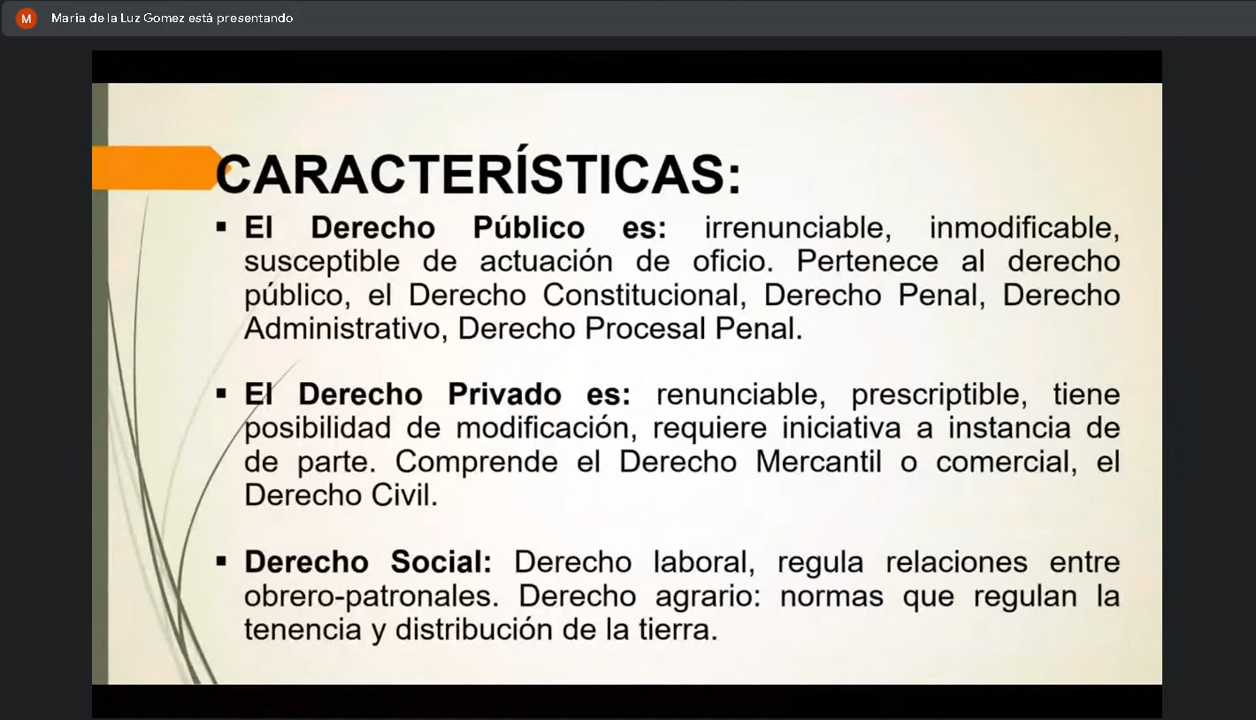 María de la Luz Gomez está presentando
CARACTERÍSTICAS:
▪ El Derecho Público es: irrenunciable, inmodificable,
susceptible de actuación de oficio. Pertenece al derecho
público, el Derecho Constitucional, Derecho Penal, Derecho
Administrativo, Derecho Procesal Penal.
▪ El Derecho Privado es: renunciable, prescriptible, tiene
posibilidad de modificación, requiere iniciativa a instancia de
de parte. Comprende el Derecho Mercantil o comercial, el
Derecho Civil.
▪ Derecho Social: Derecho laboral, regula relaciones entre
obrero-patronales. Derecho agrario: normas que regulan la
tenencia y distribución de la tierra.